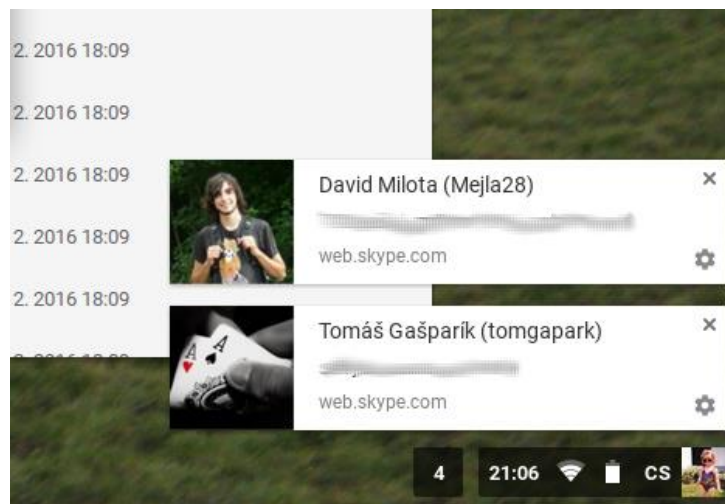 2. 2016 18:09
2. 2016 18:09
2. 2016 18:09
2. 2016 18:09
2. 2016 18:09
David Milota (Mejla28)
web.skype.com
Tomáš Gašparík (tomgapark)
web.skype.com
4
21:06
CS